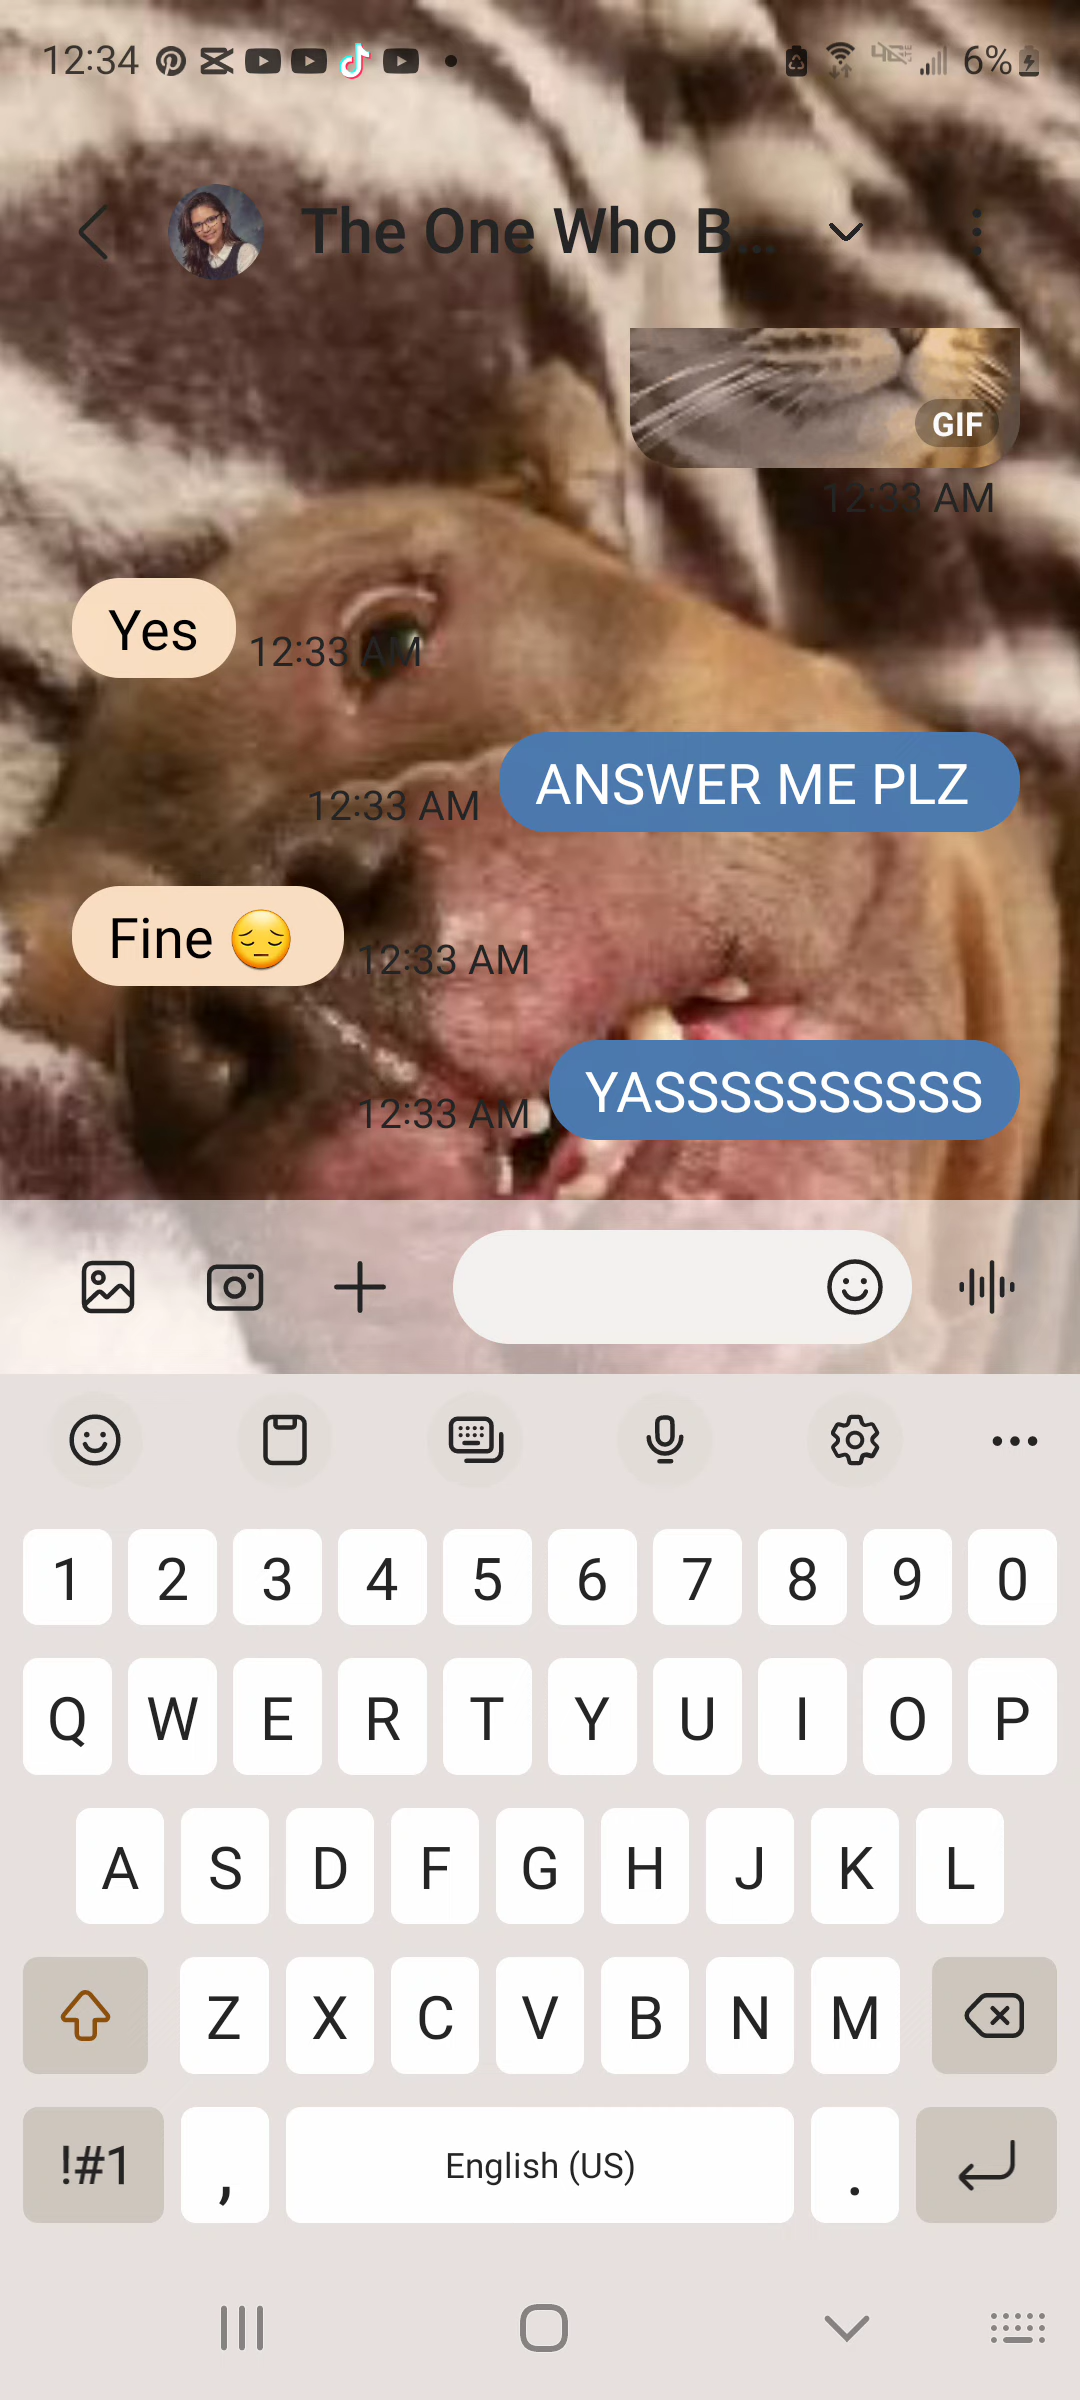 12:34
6%
The One Who B...
GIF
12:33 AM
Yes
12:33 AM
ANSWER ME PLZ
12:33 AM
Fine 😔
12:33 AM
YASSSSSSSSSS
12:33 AM
1 2 3 4 5 6 7 8 9 0
Q W E R T Y U I O P
A S D F G H J K L
Z X C V B N M
!#1 , English (US) .